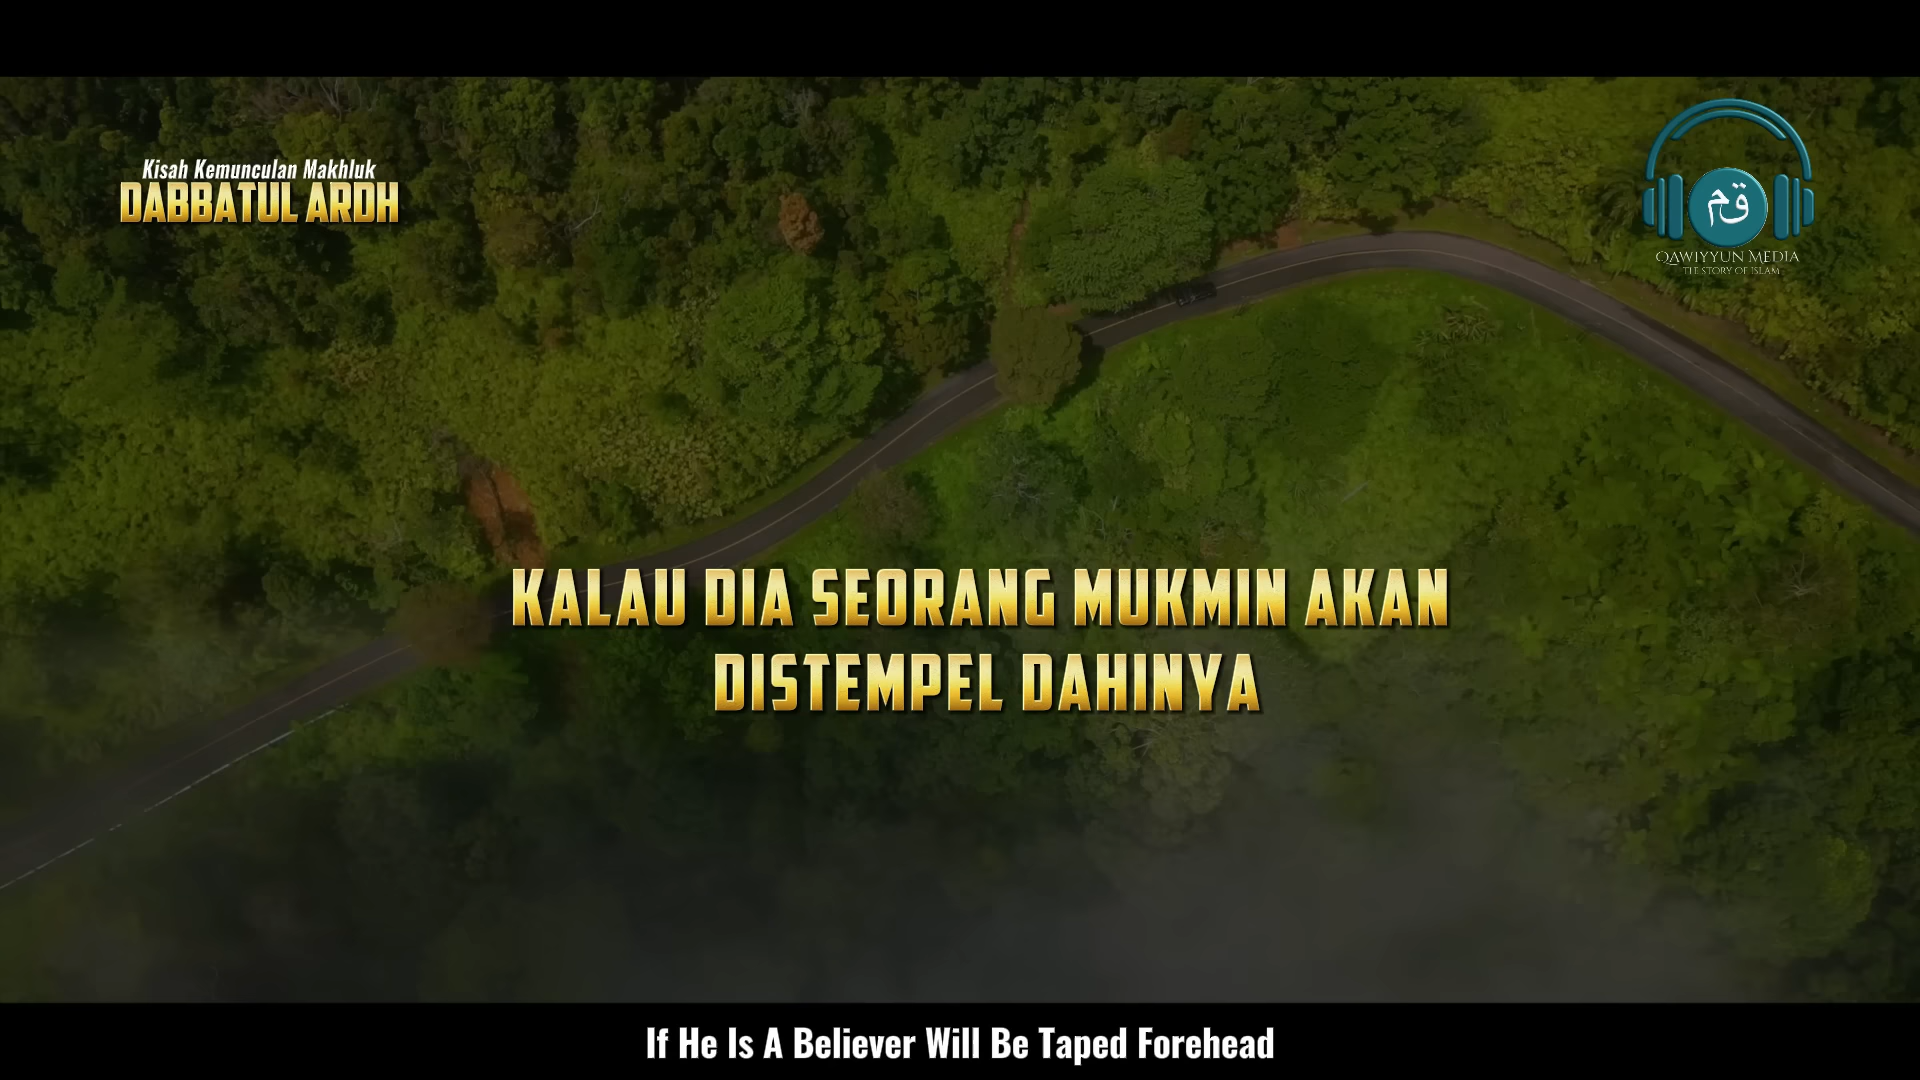 Kisah Kemunculan Makhluk
DABBATUL ARDH
قم
QAWIYYUN MEDIA
THE STORY OF ISLAM
KALAU DIA SEORANG MUKMIN AKAN
DISTEMPEL DAHINYA
If He Is A Believer Will Be Taped Forehead